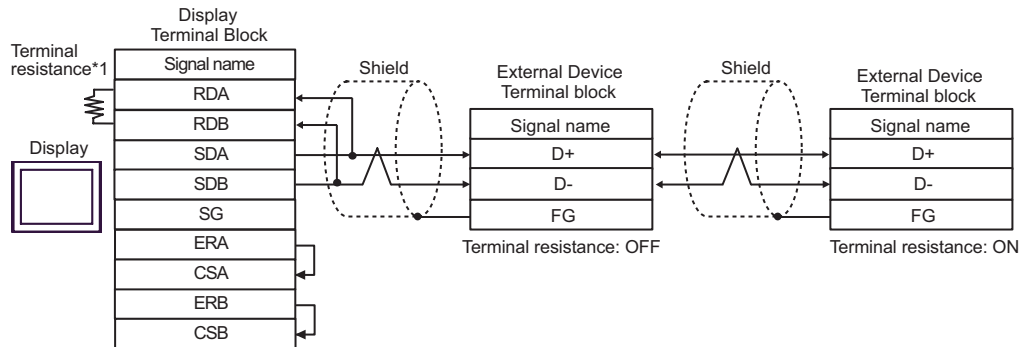 Display
Terminal Block
Terminal
resistance*1
Signal name
RDA
RDB
SDA
SDB
SG
ERA
CSA
ERB
CSB
Display
Shield
External Device
Terminal block
Signal name
D+
D-
FG
Terminal resistance: OFF
Shield
External Device
Terminal block
Signal name
D+
D-
FG
Terminal resistance: ON